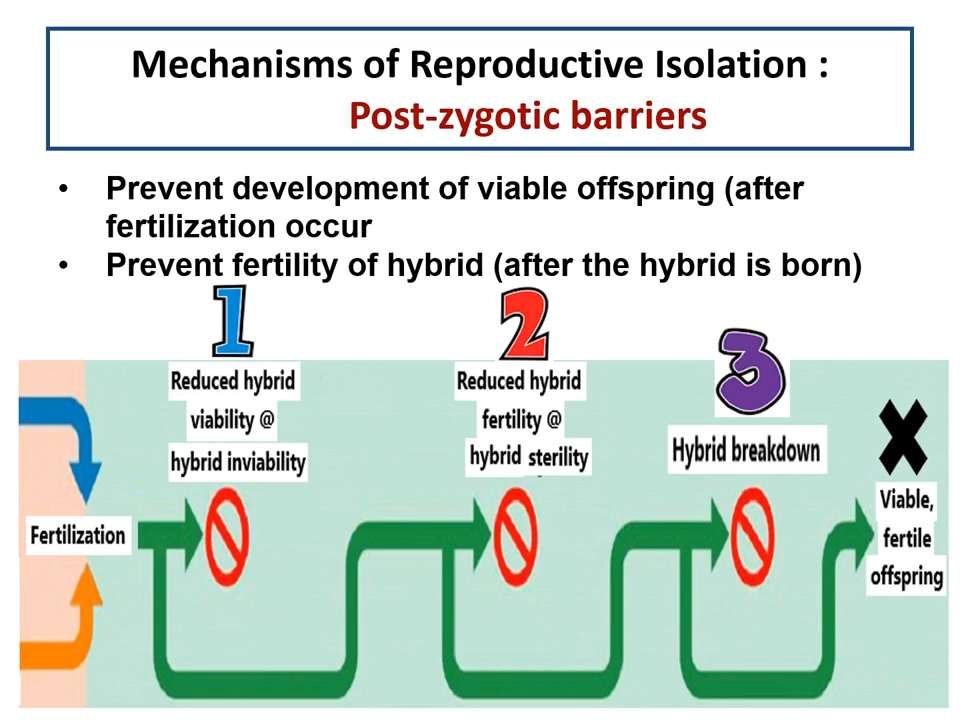 Mechanisms of Reproductive Isolation :
Post-zygotic barriers
• Prevent development of viable offspring (after
fertilization occur
• Prevent fertility of hybrid (after the hybrid is born)
1
Reduced hybrid
viability @
hybrid inviability
2
Reduced hybrid
fertility @
hybrid sterility
3
Hybrid breakdown
Fertilization
Viable,
fertile
offspring